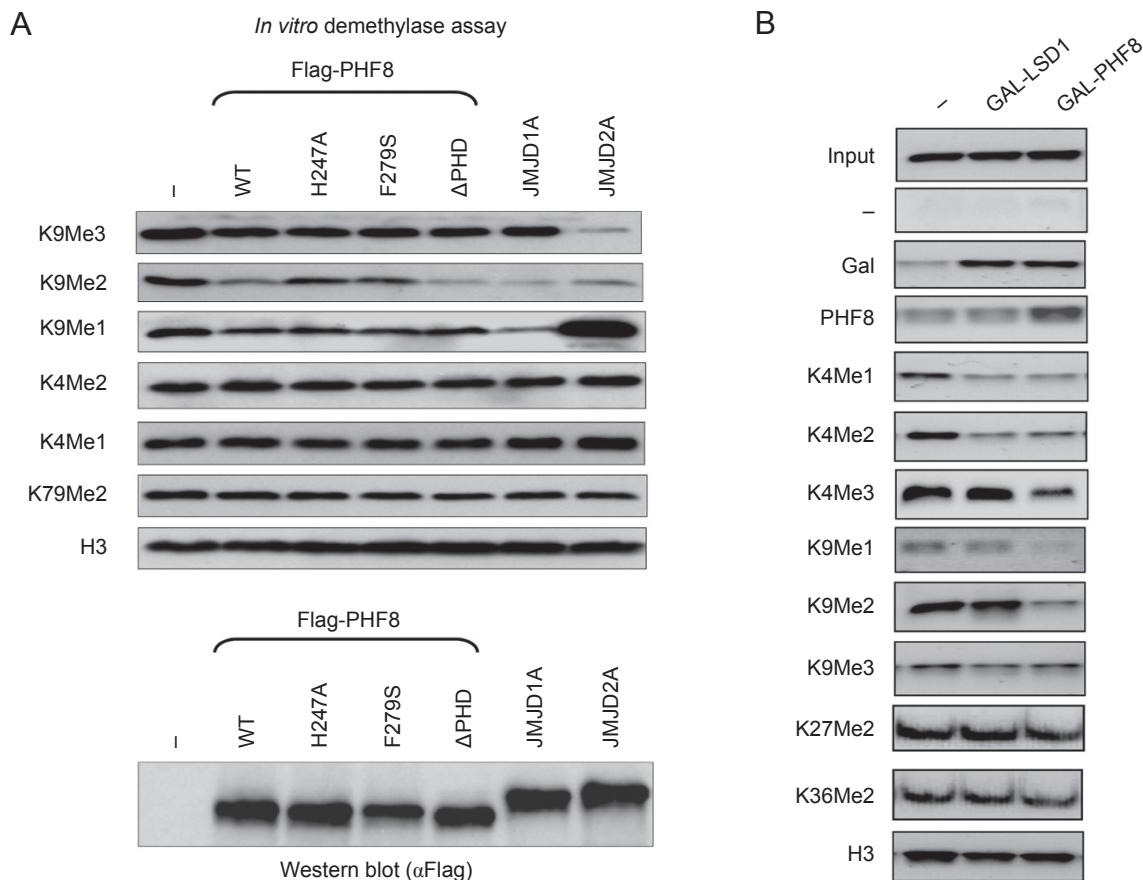 A
In vitro demethylase assay
Flag-PHF8
–
WT
H247A
F279S
ΔPHD
JMJD1A
JMJD2A
K9Me3
K9Me2
K9Me1
K4Me2
K4Me1
K79Me2
H3
Flag-PHF8
–
WT
H247A
F279S
ΔPHD
JMJD1A
JMJD2A
Western blot (αFlag)
B
–
GAL-LSD1
GAL-PHF8
Input
–
Gal
PHF8
K4Me1
K4Me2
K4Me3
K9Me1
K9Me2
K9Me3
K27Me2
K36Me2
H3